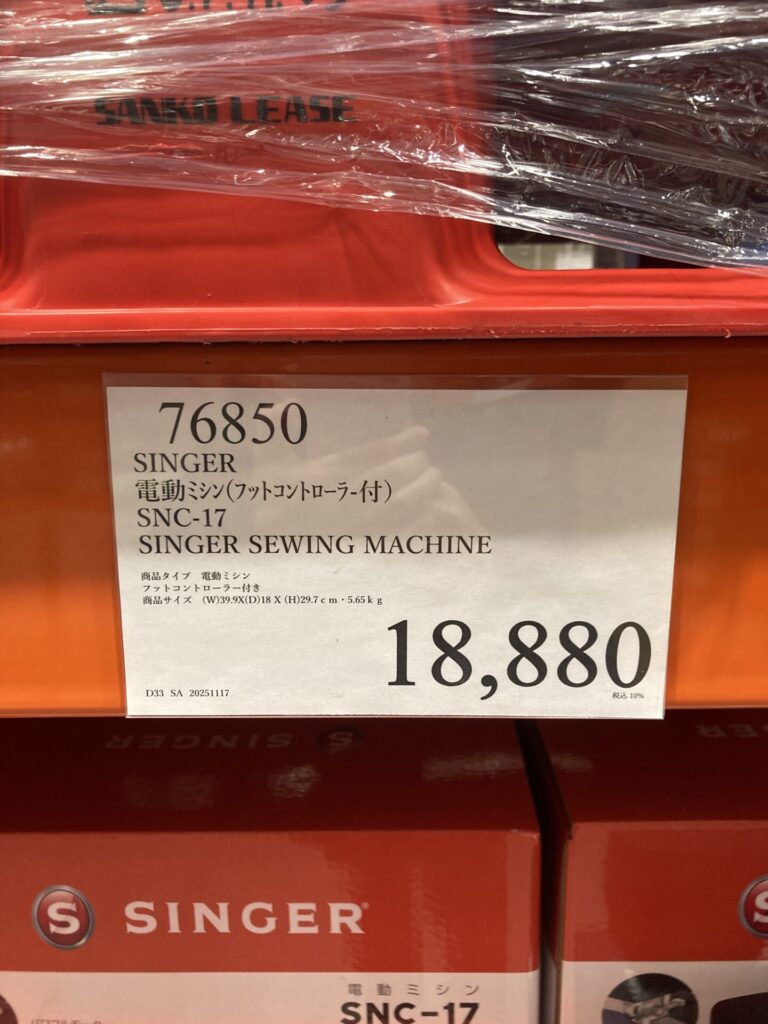 SANKO LEASE
76850
SINGER
電動ミシン(フットコントローラ-付)
SNC-17
SINGER SEWING MACHINE
商品タイプ　電動ミシン
フットコントローラー付き
商品サイズ　(W)39.9X(D)18 X (H)29.7ｃｍ・5.65ｋｇ
18,880
税込 10%
D33 SA 20251117
SINGER
S SINGER
電動ミシン
SNC-17